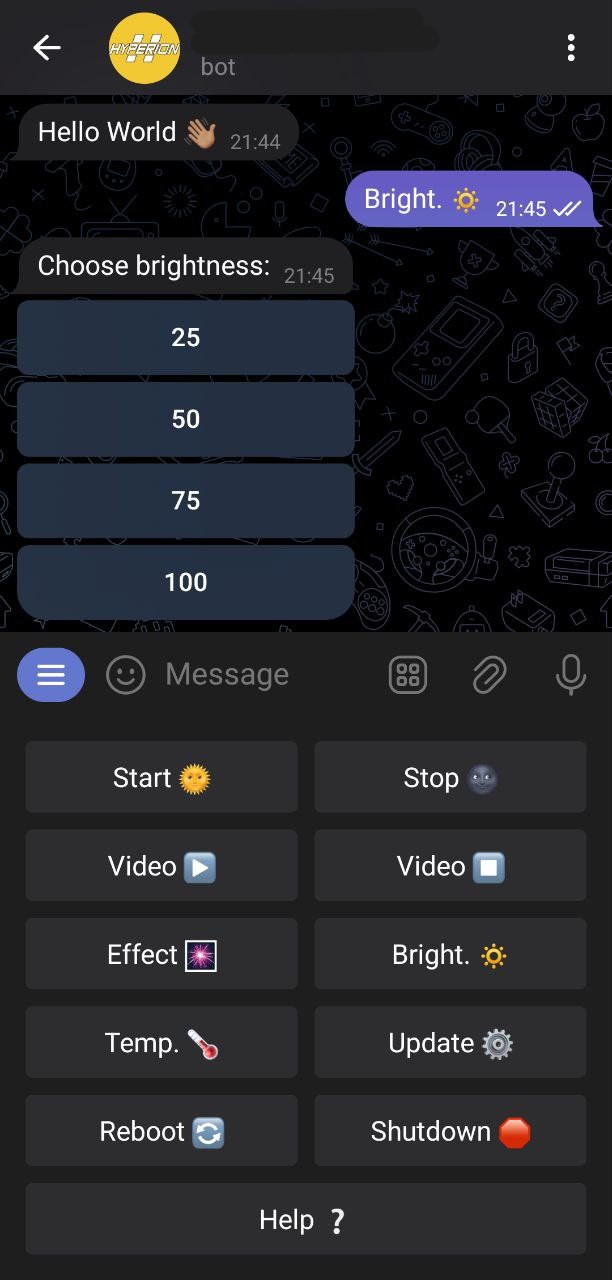 HYPERION
bot
Hello World 👋🏽 21:44
Bright. 🔅 21:45
Choose brightness: 21:45
25
50
75
100
Message
Start 🌞 Stop 🌚
Video ▶️ Video ⏹️
Effect 🎆 Bright. 🔅
Temp. 🌡️ Update ⚙️
Reboot 🔄 Shutdown 🛑
Help ❔